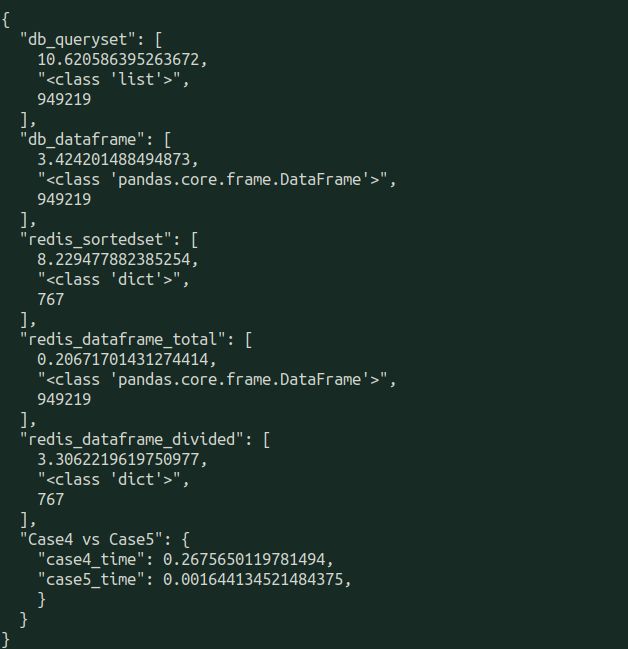 {
  "db_queryset": [
    10.620586395263672,
    "<class 'list'>",
    949219
  ],
  "db_dataframe": [
    3.424201488494873,
    "<class 'pandas.core.frame.DataFrame'>",
    949219
  ],
  "redis_sortedset": [
    8.229477882385254,
    "<class 'dict'>",
    767
  ],
  "redis_dataframe_total": [
    0.20671701431274414,
    "<class 'pandas.core.frame.DataFrame'>",
    949219
  ],
  "redis_dataframe_divided": [
    3.3062219619750977,
    "<class 'dict'>",
    767
  ],
  "Case4 vs Case5": {
    "case4_time": 0.2675650119781494,
    "case5_time": 0.001644134521484375,
    }
  }
}